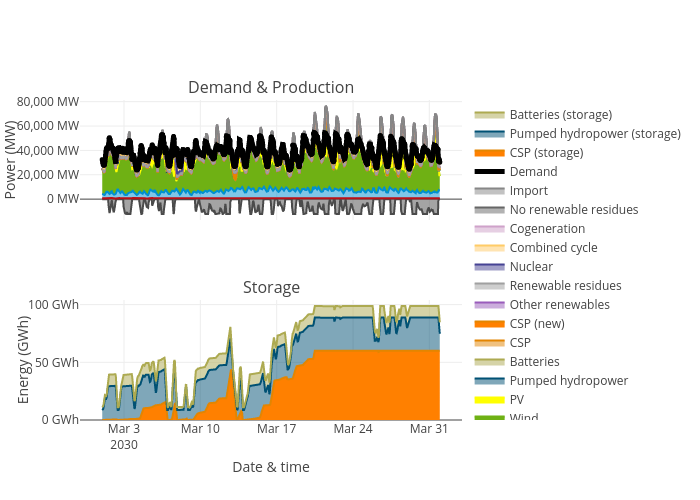 Demand & Production
80,000 MW
60,000 MW
40,000 MW
20,000 MW
0 MW
Power (MW)
Storage
100 GWh
50 GWh
0 GWh
Energy (GWh)
Mar 3
2030
Mar 10
Mar 17
Mar 24
Mar 31
Date & time
Batteries (storage)
Pumped hydropower (storage)
CSP (storage)
Demand
Import
No renewable residues
Cogeneration
Combined cycle
Nuclear
Renewable residues
Other renewables
CSP (new)
CSP
Batteries
Pumped hydropower
PV
Wind